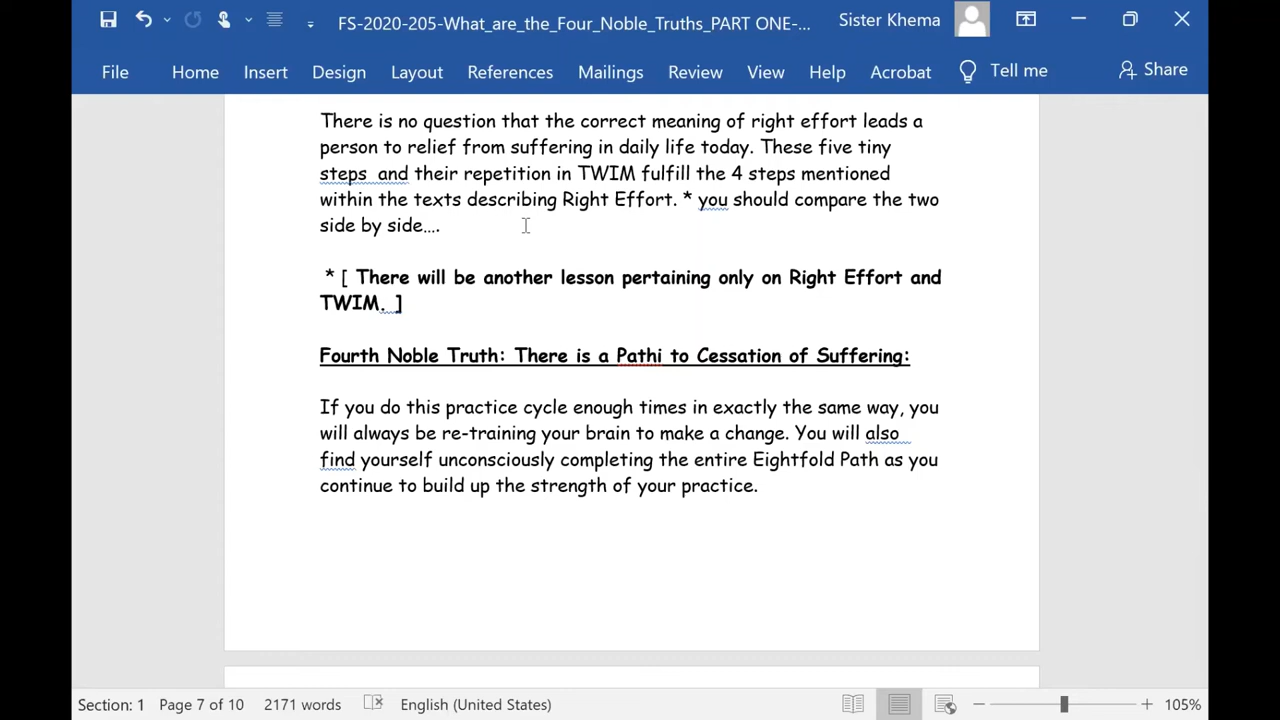 FS-2020-205-What_are_the_Four_Noble_Truths_PART ONE-... Sister Khema
File Home Insert Design Layout References Mailings Review View Help Acrobat Tell me Share
There is no question that the correct meaning of right effort leads a
person to relief from suffering in daily life today. These five tiny
steps  and their repetition in TWIM fulfill the 4 steps mentioned
within the texts describing Right Effort. * you should compare the two
side by side….
* [ There will be another lesson pertaining only on Right Effort and
TWIM. ]
Fourth Noble Truth: There is a Pathi to Cessation of Suffering:
If you do this practice cycle enough times in exactly the same way, you
will always be re-training your brain to make a change. You will also
find yourself unconsciously completing the entire Eightfold Path as you
continue to build up the strength of your practice.
Section: 1 Page 7 of 10 2171 words English (United States) 105%